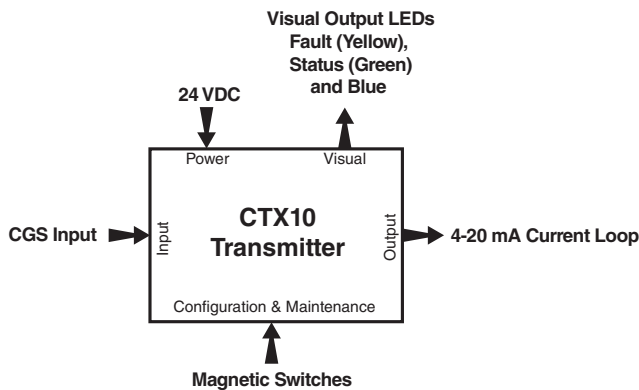 Visual Output LEDs
Fault (Yellow),
Status (Green)
and Blue
24 VDC
Power
Visual
CGS Input
Input
CTX10
Transmitter
Output
4-20 mA Current Loop
Configuration & Maintenance
Magnetic Switches